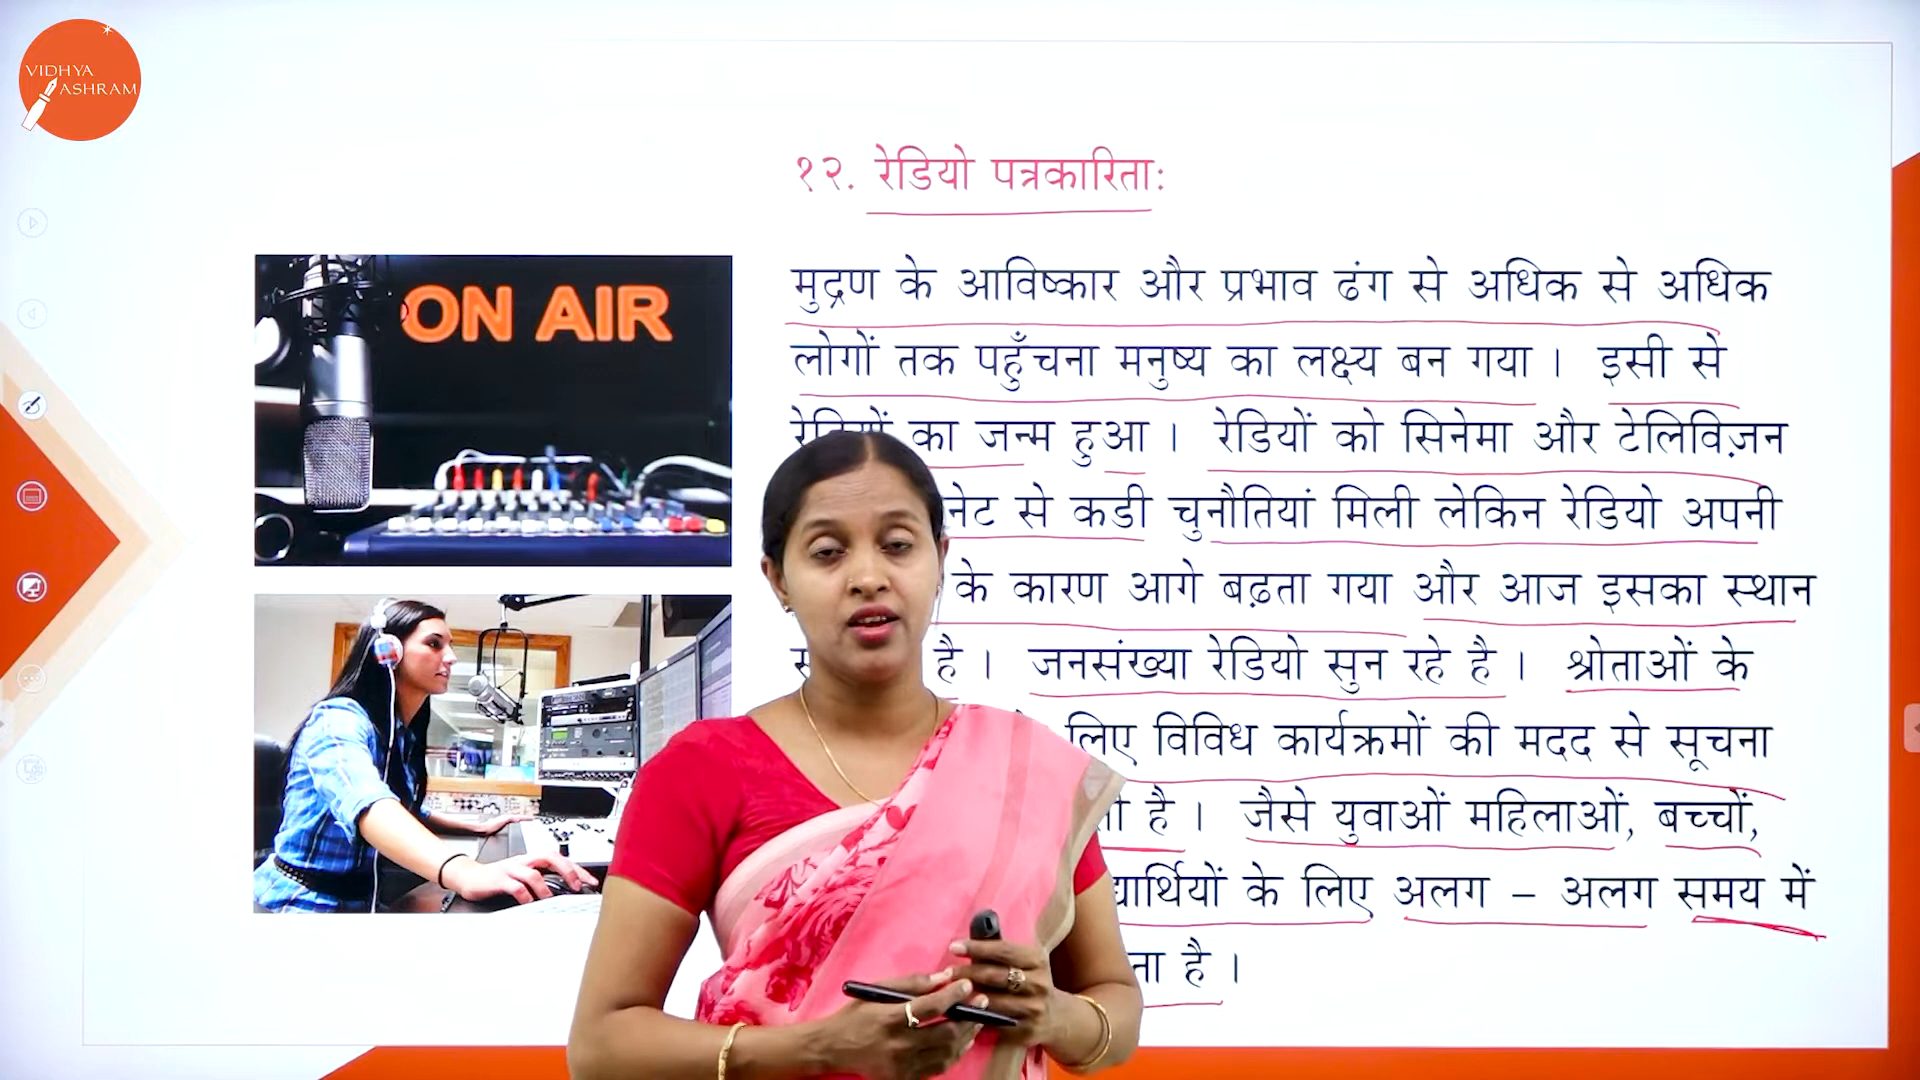 VIDHYA
ASHRAM
१२. रेडियो पत्रकारिताः
ON AIR
मुद्रण के आविष्कार और प्रभाव ढंग से अधिक से अधिक
लोगों तक पहुँचना मनुष्य का लक्ष्य बन गया । इसी से
का जन्म हुआ । रेडियों को सिनेमा और टेलिविज़न
से कडी चुनौतियां मिली लेकिन रेडियो अपनी
के कारण आगे बढ़ता गया और आज इसका स्थान
है । जनसंख्या रेडियो सुन रहे है । श्रोताओं के
लिए विविध कार्यक्रमों की मदद से सूचना
है । जैसे युवाओं महिलाओं, बच्चों,
के लिए अलग – अलग समय में
है ।